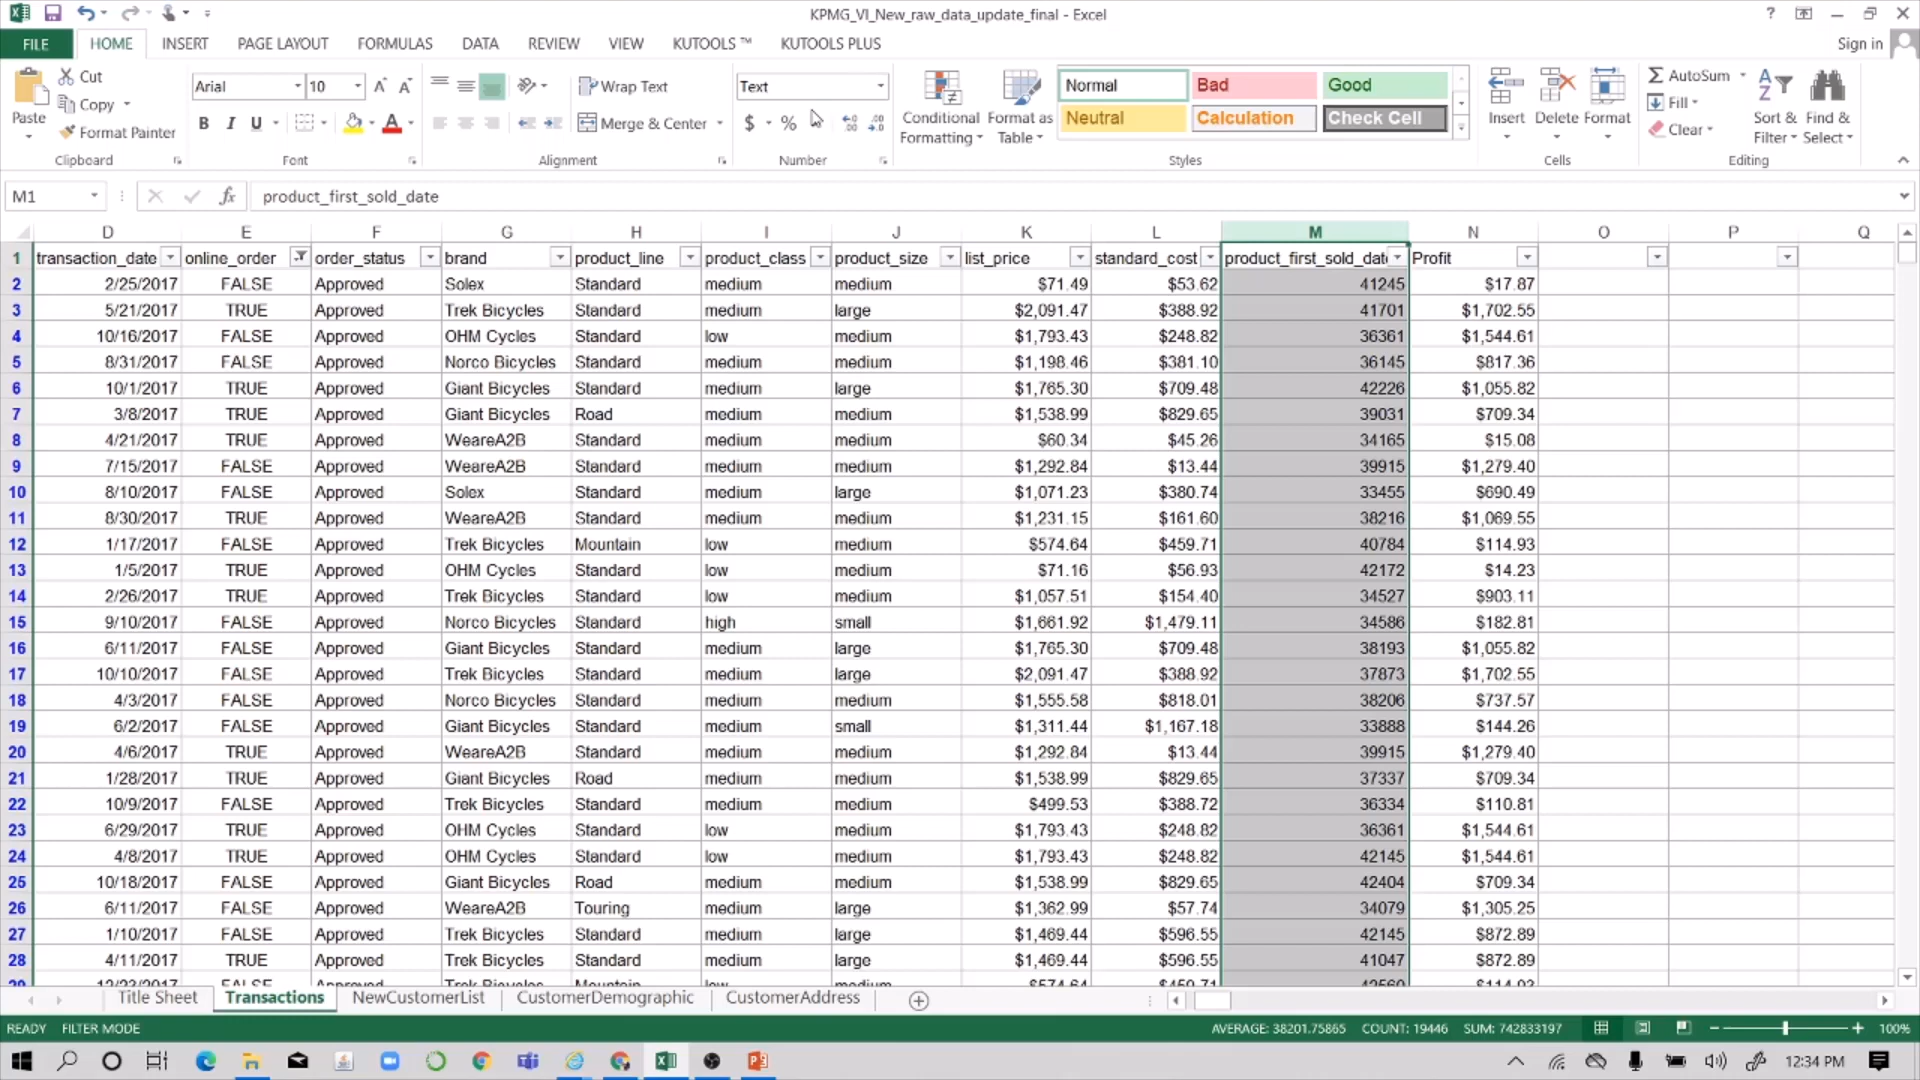 KPMG_VI_New_raw_data_update_final - Excel
FILE HOME INSERT PAGE LAYOUT FORMULAS DATA REVIEW VIEW KUTOOLS ™ KUTOOLS PLUS Sign in
Paste Cut Copy Format Painter Clipboard
Arial 10 B I U Font
Wrap Text Merge & Center Alignment
Text $ % Number
Conditional Formatting Format as Table
Normal Bad Good
Neutral Calculation Check Cell
Styles
Insert Delete Format Cells
AutoSum Fill Clear Sort & Filter Find & Select Editing
M1 fx product_first_sold_date
D E F G H I J K L M N O P Q
1 transaction_date online_order order_status brand product_line product_class product_size list_price standard_cost product_first_sold_dat Profit
2 2/25/2017 FALSE Approved Solex Standard medium medium $71.49 $53.62 41245 $17.87
3 5/21/2017 TRUE Approved Trek Bicycles Standard medium large $2,091.47 $388.92 41701 $1,702.55
4 10/16/2017 FALSE Approved OHM Cycles Standard low medium $1,793.43 $248.82 36361 $1,544.61
5 8/31/2017 FALSE Approved Norco Bicycles Standard medium medium $1,198.46 $381.10 36145 $817.36
6 10/1/2017 TRUE Approved Giant Bicycles Standard medium large $1,765.30 $709.48 42226 $1,055.82
7 3/8/2017 TRUE Approved Giant Bicycles Road medium medium $1,538.99 $829.65 39031 $709.34
8 4/21/2017 TRUE Approved WeareA2B Standard medium medium $60.34 $45.26 34165 $15.08
9 7/15/2017 FALSE Approved WeareA2B Standard medium medium $1,292.84 $13.44 39915 $1,279.40
10 8/10/2017 FALSE Approved Solex Standard medium large $1,071.23 $380.74 33455 $690.49
11 8/30/2017 TRUE Approved WeareA2B Standard medium medium $1,231.15 $161.60 38216 $1,069.55
12 1/17/2017 FALSE Approved Trek Bicycles Mountain low medium $574.64 $459.71 40784 $114.93
13 1/5/2017 TRUE Approved OHM Cycles Standard low medium $71.16 $56.93 42172 $14.23
14 2/26/2017 TRUE Approved Trek Bicycles Standard low medium $1,057.51 $154.40 34527 $903.11
15 9/10/2017 FALSE Approved Norco Bicycles Standard high small $1,661.92 $1,479.11 34586 $182.81
16 6/11/2017 FALSE Approved Giant Bicycles Standard medium large $1,765.30 $709.48 38193 $1,055.82
17 10/10/2017 FALSE Approved Trek Bicycles Standard medium large $2,091.47 $388.92 37873 $1,702.55
18 4/3/2017 FALSE Approved Norco Bicycles Standard medium medium $1,555.58 $818.01 38206 $737.57
19 6/2/2017 FALSE Approved Giant Bicycles Standard medium small $1,311.44 $1,167.18 33888 $144.26
20 4/6/2017 TRUE Approved WeareA2B Standard medium medium $1,292.84 $13.44 39915 $1,279.40
21 1/28/2017 TRUE Approved Giant Bicycles Road medium medium $1,538.99 $829.65 37337 $709.34
22 10/9/2017 FALSE Approved Trek Bicycles Standard medium medium $499.53 $388.72 36334 $110.81
23 6/29/2017 TRUE Approved OHM Cycles Standard low medium $1,793.43 $248.82 36361 $1,544.61
24 4/8/2017 TRUE Approved OHM Cycles Standard low medium $1,793.43 $248.82 42145 $1,544.61
25 10/18/2017 FALSE Approved Giant Bicycles Road medium medium $1,538.99 $829.65 42404 $709.34
26 6/11/2017 FALSE Approved WeareA2B Touring medium large $1,362.99 $57.74 34079 $1,305.25
27 1/10/2017 FALSE Approved Trek Bicycles Standard medium large $1,469.44 $596.55 42145 $872.89
28 4/11/2017 TRUE Approved Trek Bicycles Standard medium large $1,469.44 $596.55 41047 $872.89
Title Sheet Transactions NewCustomerList CustomerDemographic CustomerAddress
READY FILTER MODE AVERAGE: 38201.75865 COUNT: 19446 SUM: 742833197 100%
12:34 PM